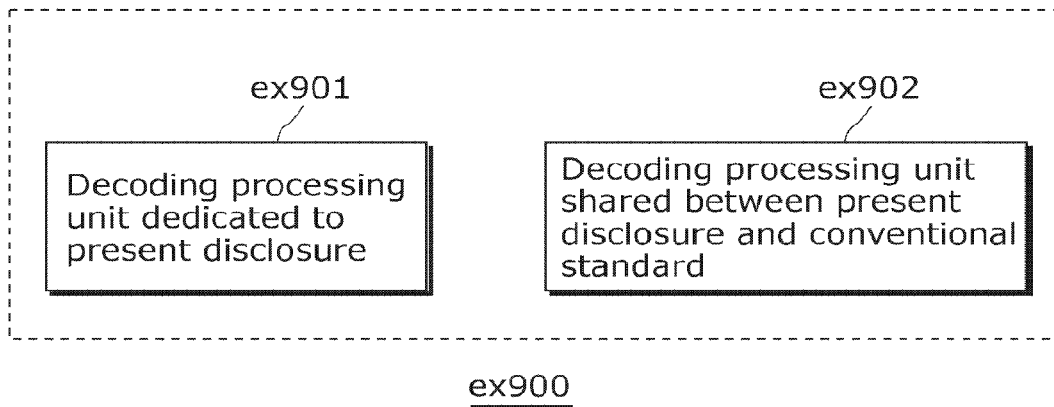 ex901
ex902
Decoding processing
unit dedicated to
present disclosure
Decoding processing unit
shared between present
disclosure and conventional
standard
ex900